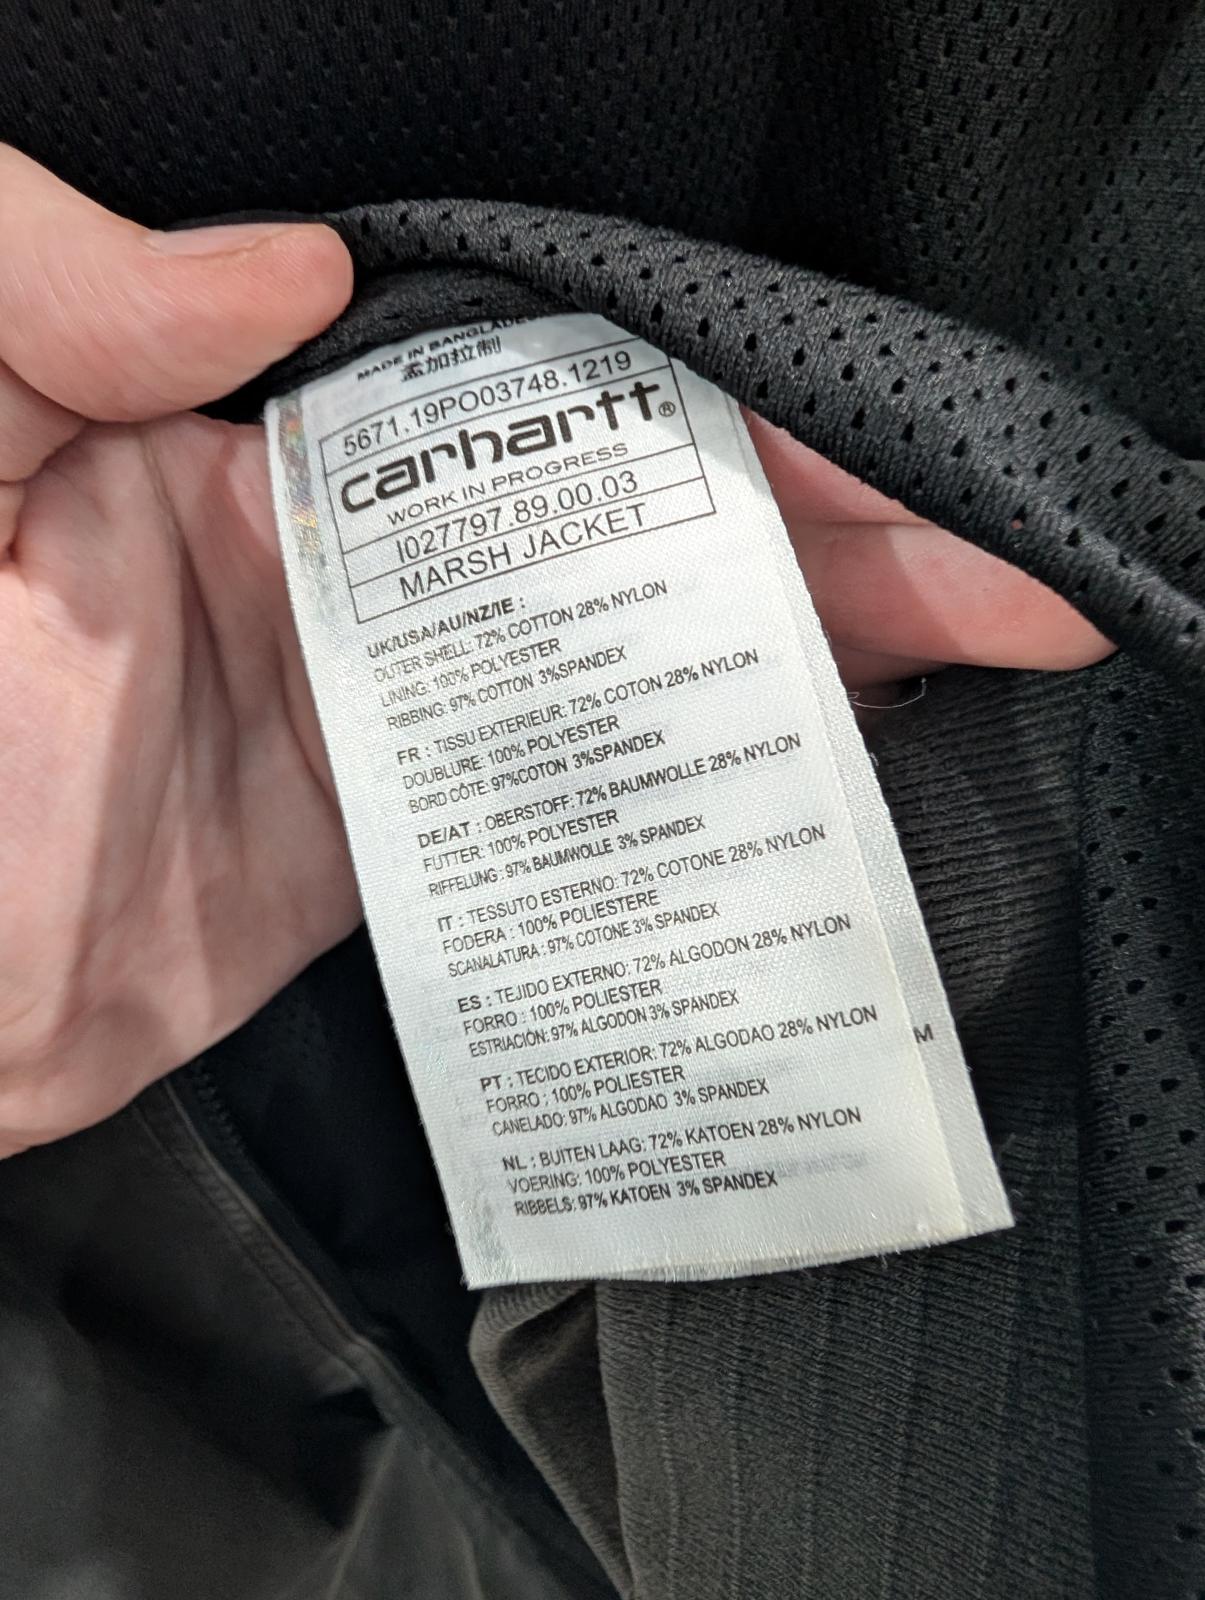 MADE IN BANGLADESH
孟加拉制
5671.19PO03748.1219
carhartt®
WORK IN PROGRESS
I027797.89.00.03
MARSH JACKET
UK/USA/AU/NZ/IE :
OUTER SHELL: 72% COTTON 28% NYLON
LINING: 100% POLYESTER
RIBBING: 97% COTTON 3%SPANDEX
FR : TISSU EXTERIEUR: 72% COTON 28% NYLON
DOUBLURE: 100% POLYESTER
BORD CÔTE: 97%COTON 3%SPANDEX
DE/AT : OBERSTOFF: 72% BAUMWOLLE 28% NYLON
FUTTER: 100% POLYESTER
RIFFELUNG : 97% BAUMWOLLE 3% SPANDEX
IT : TESSUTO ESTERNO: 72% COTONE 28% NYLON
FODERA : 100% POLIESTERE
SCANALATURA : 97% COTONE 3% SPANDEX
ES : TEJIDO EXTERNO: 72% ALGODON 28% NYLON
FORRO : 100% POLIESTER
ESTRIACIÓN: 97% ALGODON 3% SPANDEX
PT : TECIDO EXTERIOR: 72% ALGODAO 28% NYLON
FORRO : 100% POLIESTER
CANELADO: 97% ALGODAO 3% SPANDEX
NL : BUITEN LAAG: 72% KATOEN 28% NYLON
VOERING: 100% POLYESTER
RIBBELS: 97% KATOEN 3% SPANDEX
M